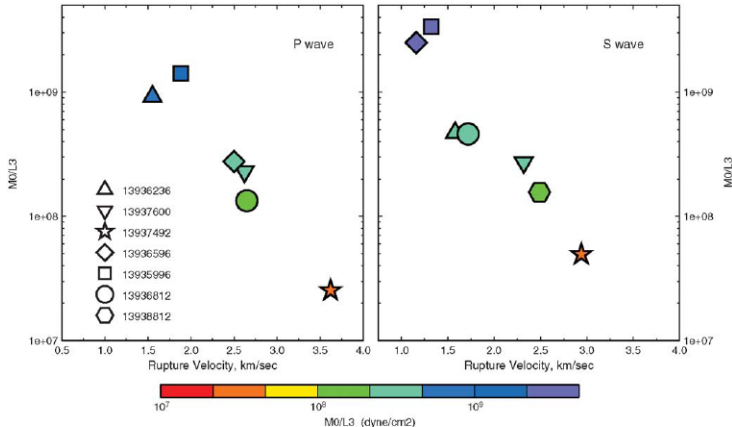 P wave
S wave
1e+09
1e+09
M0/L3
M0/L3
13936236
13937600
13937492
13936596
13935996
13936812
13938812
1e+08
1e+08
1e+07
1e+07
0.5 1.0 1.5 2.0 2.5 3.0 3.5 4.0
1.0 1.5 2.0 2.5 3.0 3.5 4.0
Rupture Velocity, km/sec
Rupture Velocity, km/sec
10⁷ 10⁸ 10⁹
M0/L3 (dyne/cm2)